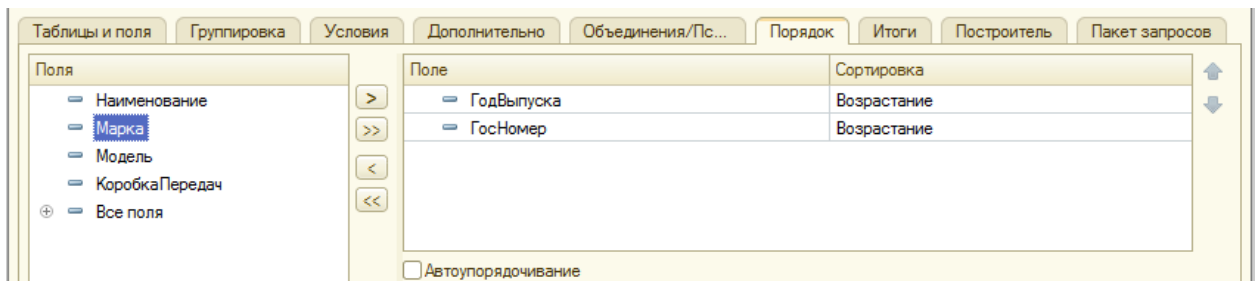 Таблицы и поля Группировка Условия Дополнительно Объединения/Пс... Порядок Итоги Построитель Пакет запросов
Поля
Наименование
Марка
Модель
КоробкаПередач
Все поля
>
>>
<
<<
Поле Сортировка
ГодВыпуска Возрастание
ГосНомер Возрастание
Автоупорядочивание